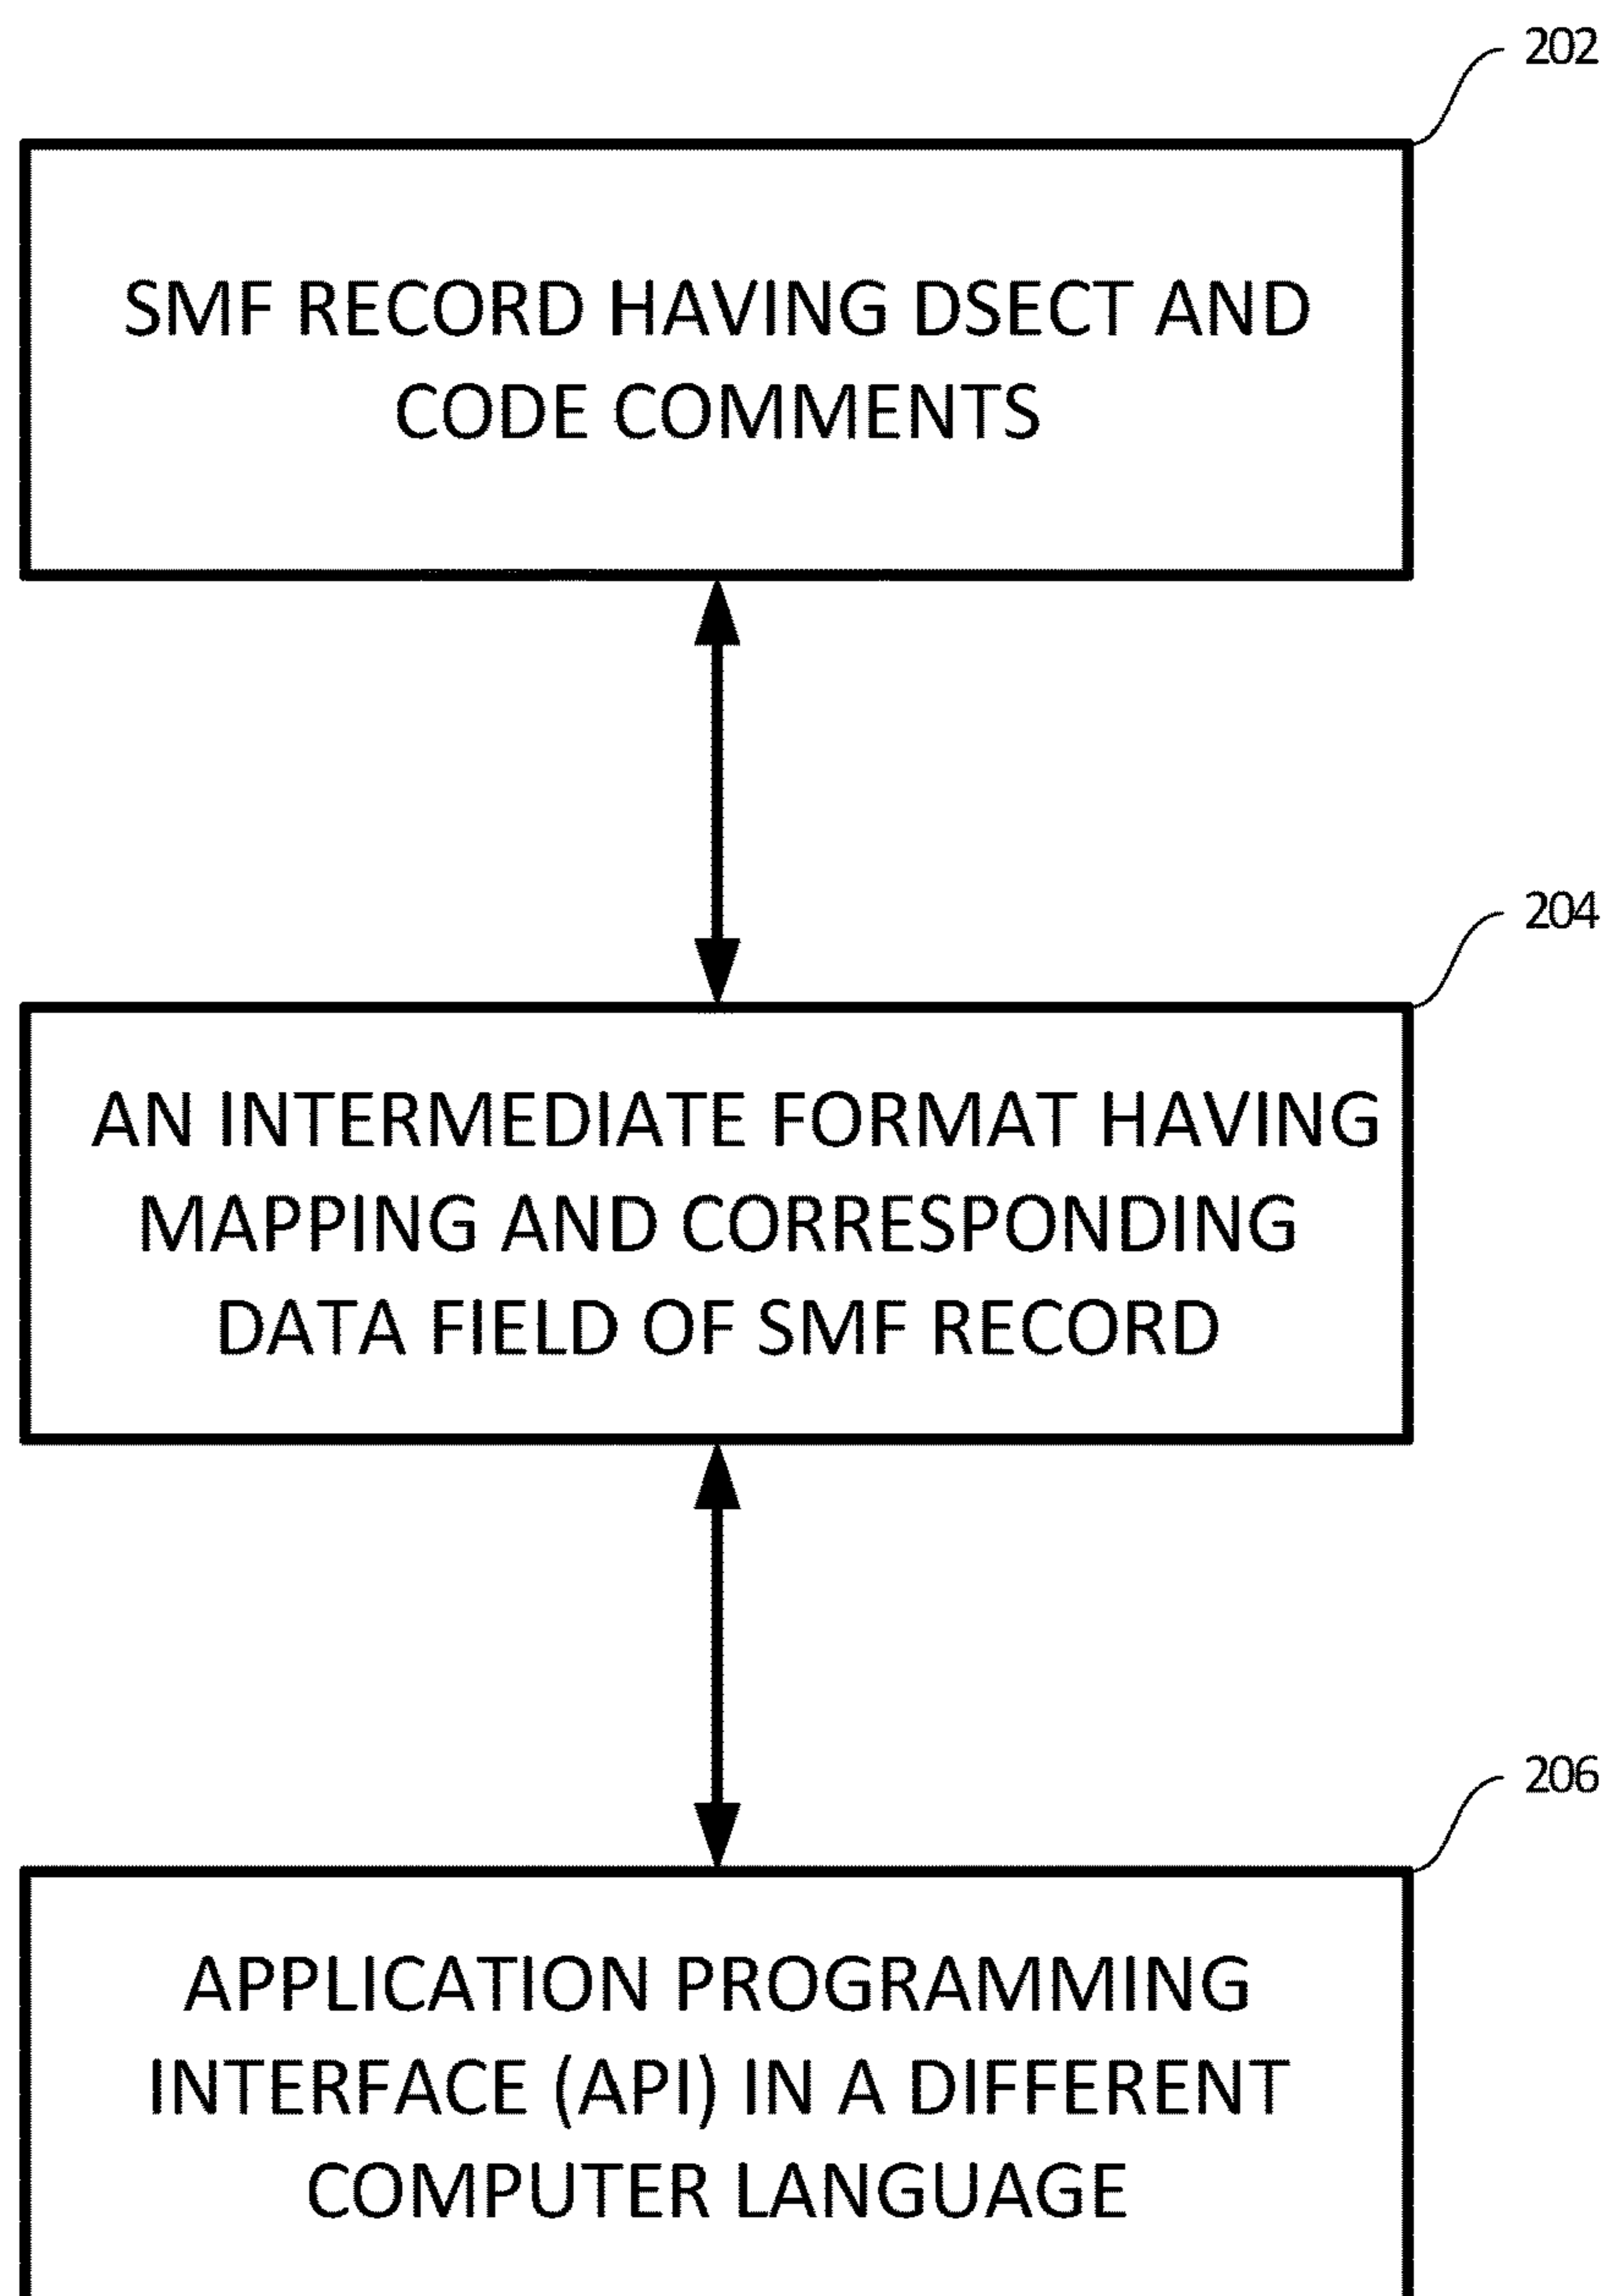 202
SMF RECORD HAVING DSECT AND
CODE COMMENTS
204
AN INTERMEDIATE FORMAT HAVING
MAPPING AND CORRESPONDING
DATA FIELD OF SMF RECORD
206
APPLICATION PROGRAMMING
INTERFACE (API) IN A DIFFERENT
COMPUTER LANGUAGE